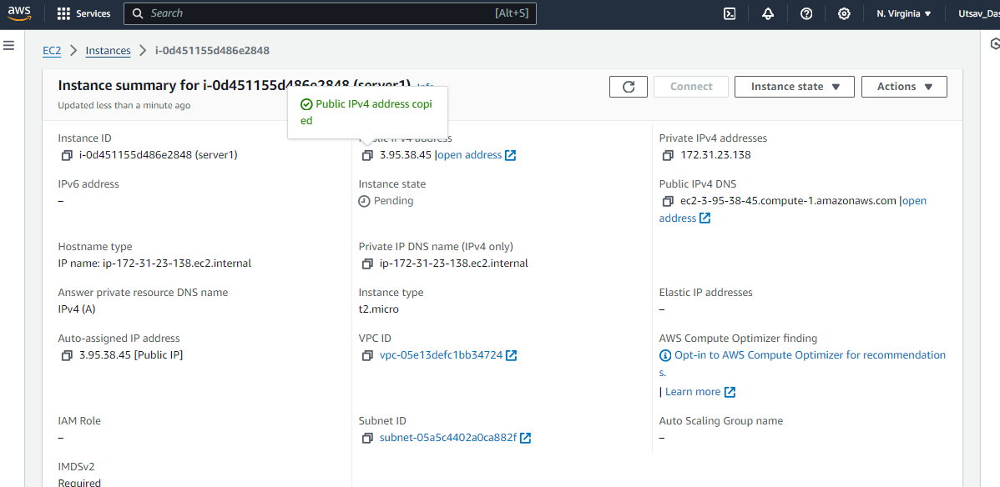 aws
Services
Search
[Alt+S]
N. Virginia
Utsav_Das
EC2
Instances
i-0d451155d486e2848
Instance summary for i-0d451155d486e2848 (server1) Info
Updated less than a minute ago
Connect
Instance state
Actions
Public IPv4 address copi
ed
Instance ID
i-0d451155d486e2848 (server1)
Public IPv4 address
3.95.38.45 |open address
Private IPv4 addresses
172.31.23.138
IPv6 address
–
Instance state
Pending
Public IPv4 DNS
ec2-3-95-38-45.compute-1.amazonaws.com |open
address
Hostname type
IP name: ip-172-31-23-138.ec2.internal
Private IP DNS name (IPv4 only)
ip-172-31-23-138.ec2.internal
Answer private resource DNS name
IPv4 (A)
Instance type
t2.micro
Elastic IP addresses
–
Auto-assigned IP address
3.95.38.45 [Public IP]
VPC ID
vpc-05e13defc1bb34724
AWS Compute Optimizer finding
Opt-in to AWS Compute Optimizer for recommendation
s.
| Learn more
IAM Role
–
Subnet ID
subnet-05a5c4402a0ca882f
Auto Scaling Group name
–
IMDSv2
Required